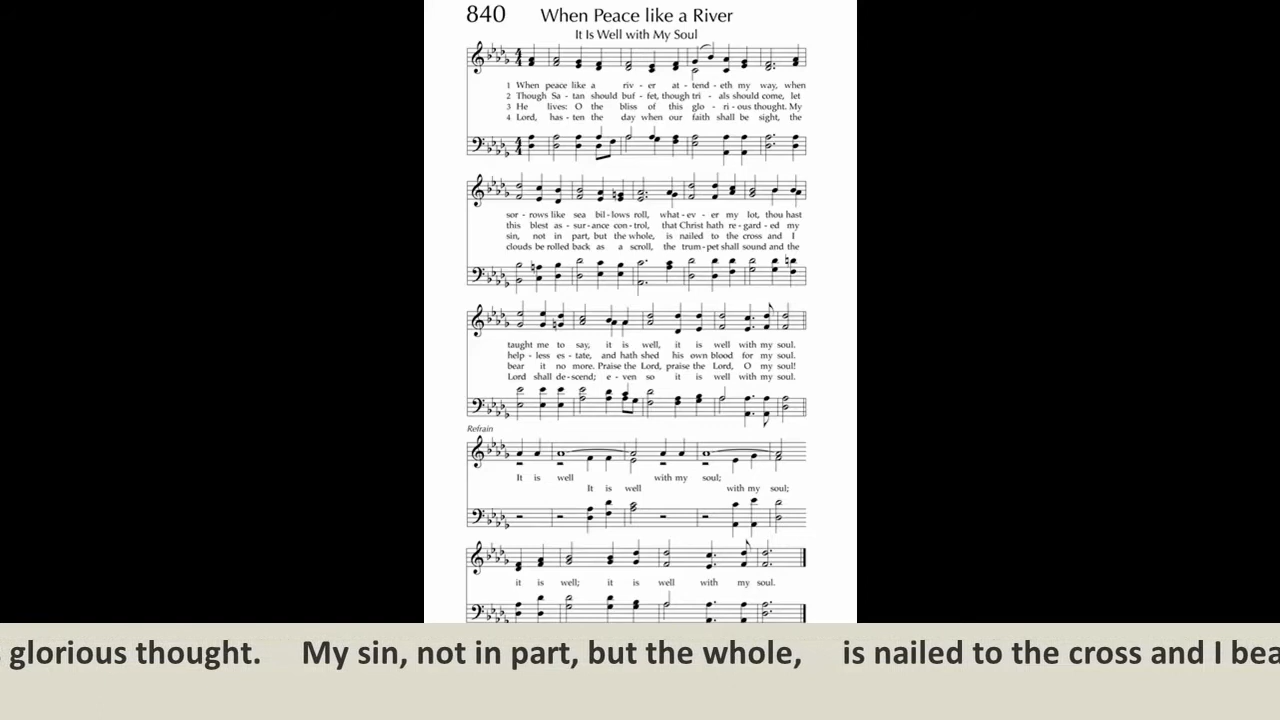 840 When Peace like a River
It Is Well with My Soul
1 When peace like a riv - er at - tend - eth my way, when
2 Though Sa - tan should buf - fet, though tri - als should come, let
3 He lives: O the bliss of this glo - ri - ous thought. My
4 Lord, has - ten the day when our faith shall be sight, the
sor - rows like sea bil - lows roll, what - ev - er my lot, thou hast
this blest as - sur - ance con - trol, that Christ hath re - gard - ed my
sin, not in part, but the whole, is nailed to the cross and I
clouds be rolled back as a scroll, the trum - pet shall sound and the
taught me to say, it is well, it is well with my soul.
help - less es - tate, and hath shed his own blood for my soul.
bear it no more. Praise the Lord, praise the Lord, O my soul!
Lord shall de - scend; e - ven so it is well with my soul.
Refrain
It is well with my soul;
It is well with my soul;
it is well; it is well with my soul.
glorious thought. My sin, not in part, but the whole, is nailed to the cross and I bea